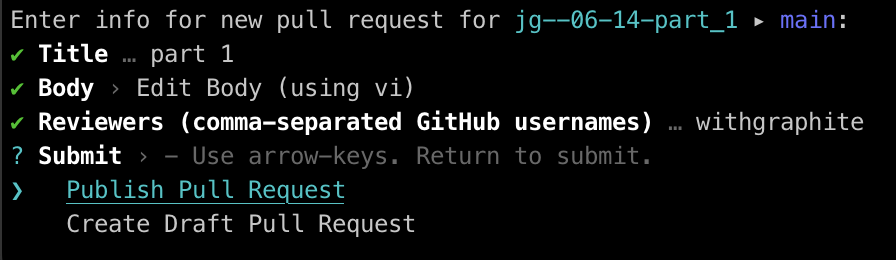 Enter info for new pull request for jg--06-14-part_1 ▸ main:
✔ Title … part 1
✔ Body › Edit Body (using vi)
✔ Reviewers (comma-separated GitHub usernames) … withgraphite
? Submit › - Use arrow-keys. Return to submit.
❯ Publish Pull Request
Create Draft Pull Request